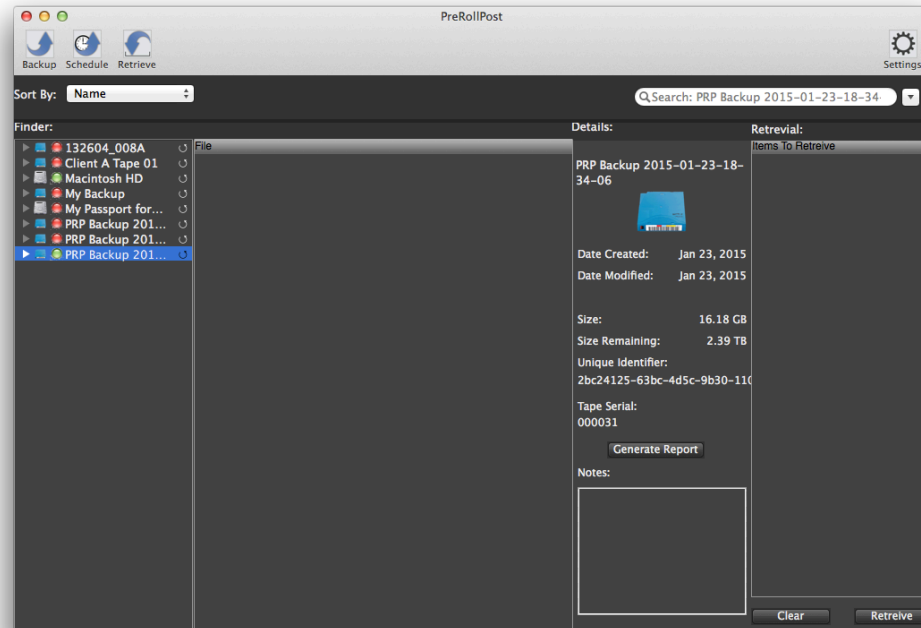 PreRollPost
Backup Schedule Retrieve Settings
Sort By: Name
Search: PRP Backup 2015-01-23-18-34-
Finder:
132604_008A
Client A Tape 01
Macintosh HD
My Backup
My Passport for...
PRP Backup 201...
PRP Backup 201...
PRP Backup 201...
File
Details:
PRP Backup 2015-01-23-18-
34-06
Date Created: Jan 23, 2015
Date Modified: Jan 23, 2015
Size: 16.18 GB
Size Remaining: 2.39 TB
Unique Identifier:
2bc24125-63bc-4d5c-9b30-110
Tape Serial:
000031
Generate Report
Notes:
Retrevial:
Items To Retreive
Clear Retreive